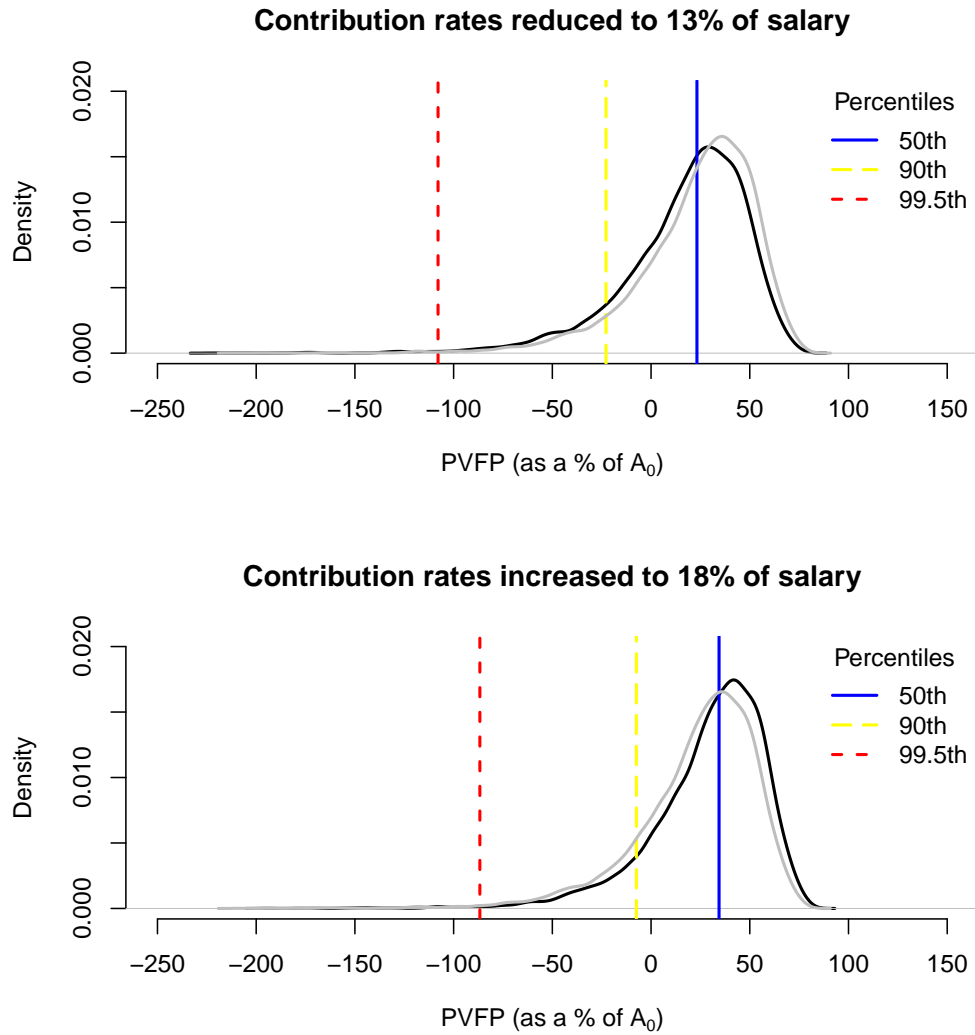 Contribution rates reduced to 13% of salary
Density
0.000
0.010
0.020
Percentiles
50th
90th
99.5th
−250 −200 −150 −100 −50 0 50 100 150
PVFP (as a % of A₀)
Contribution rates increased to 18% of salary
Density
0.000
0.010
0.020
Percentiles
50th
90th
99.5th
−250 −200 −150 −100 −50 0 50 100 150
PVFP (as a % of A₀)